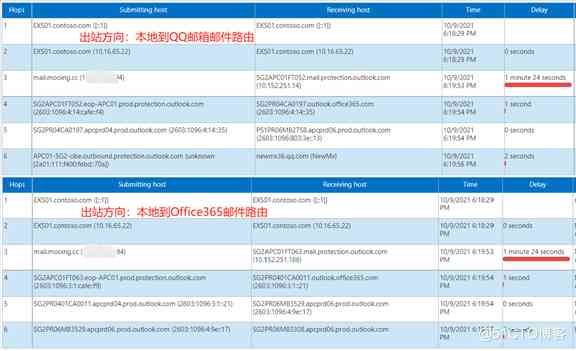 Hop↓ Submitting host Receiving host Time Delay
1 EXS01.contoso.com ([::1]) EXS01.contoso.com ([::1]) 10/9/2021
6:18:29 PM
出站方向：本地到QQ邮箱邮件路由
2 EXS01.contoso.com (10.16.65.22) EXS01.contoso.com (10.16.65.22) 10/9/2021 0 seconds
6:18:29 PM
3 mail.mocing.cc (1 4) SG2APC01FT052.mail.protection.outlook.com 10/9/2021 1 minute 24 seconds
(10.152.251.14) 6:19:53 PM
4 SG2APC01FT052.eop-APC01.prod.protection.outlook.com SG2PR04CA0197.outlook.office365.com 10/9/2021 1 second
(2603:1096:4:14:cafe::f4) (2603:1096:4:14::35) 6:19:54 PM
5 SG2PR04CA0197.apcprd04.prod.outlook.com (2603:1096:4:14::35) PS1PR06MB2758.apcprd06.prod.outlook.com 10/9/2021 0 seconds
(2603:1096:803:3e::13) 6:19:54 PM
6 APC01-SG2-obe.outbound.protection.outlook.com (unknown newmx36.qq.com (NewMx) 10/9/2021 2 seconds
[2a01:111:f400:febd::70a]) 6:19:56 PM
Hop↓ Submitting host Receiving host Time Delay
1 EXS01.contoso.com ([::1]) EXS01.contoso.com ([::1]) 10/9/2021 6:18:29
PM
出站方向：本地到Office365邮件路由
2 EXS01.contoso.com (10.16.65.22) EXS01.contoso.com (10.16.65.22) 10/9/2021 6:18:29 0 seconds
PM
3 mail.mocing.cc ( 94) SG2APC01FT063.mail.protection.outlook.com 10/9/2021 6:19:53 1 minute 24 seconds
(10.152.251.186) PM
4 SG2APC01FT063.eop-APC01.prod.protection.outlook.com SG2PR0401CA0011.outlook.office365.com 10/9/2021 6:19:54 1 second
(2603:1096:3:1:cafe::f9) (2603:1096:3:1::21) PM
5 SG2PR0401CA0011.apcprd04.prod.outlook.com (2603:1096:3:1::21) SG2PR06MB3529.apcprd06.prod.outlook.com 10/9/2021 6:19:54 0 seconds
(2603:1096:4:9e::17) PM
6 SG2PR06MB3529.apcprd06.prod.outlook.com (2603:1096:4:9e::17) SG2PR06MB3308.apcprd06.prod.outlook.com 10/9/2021 6:19:54
PM
@51CTO博客